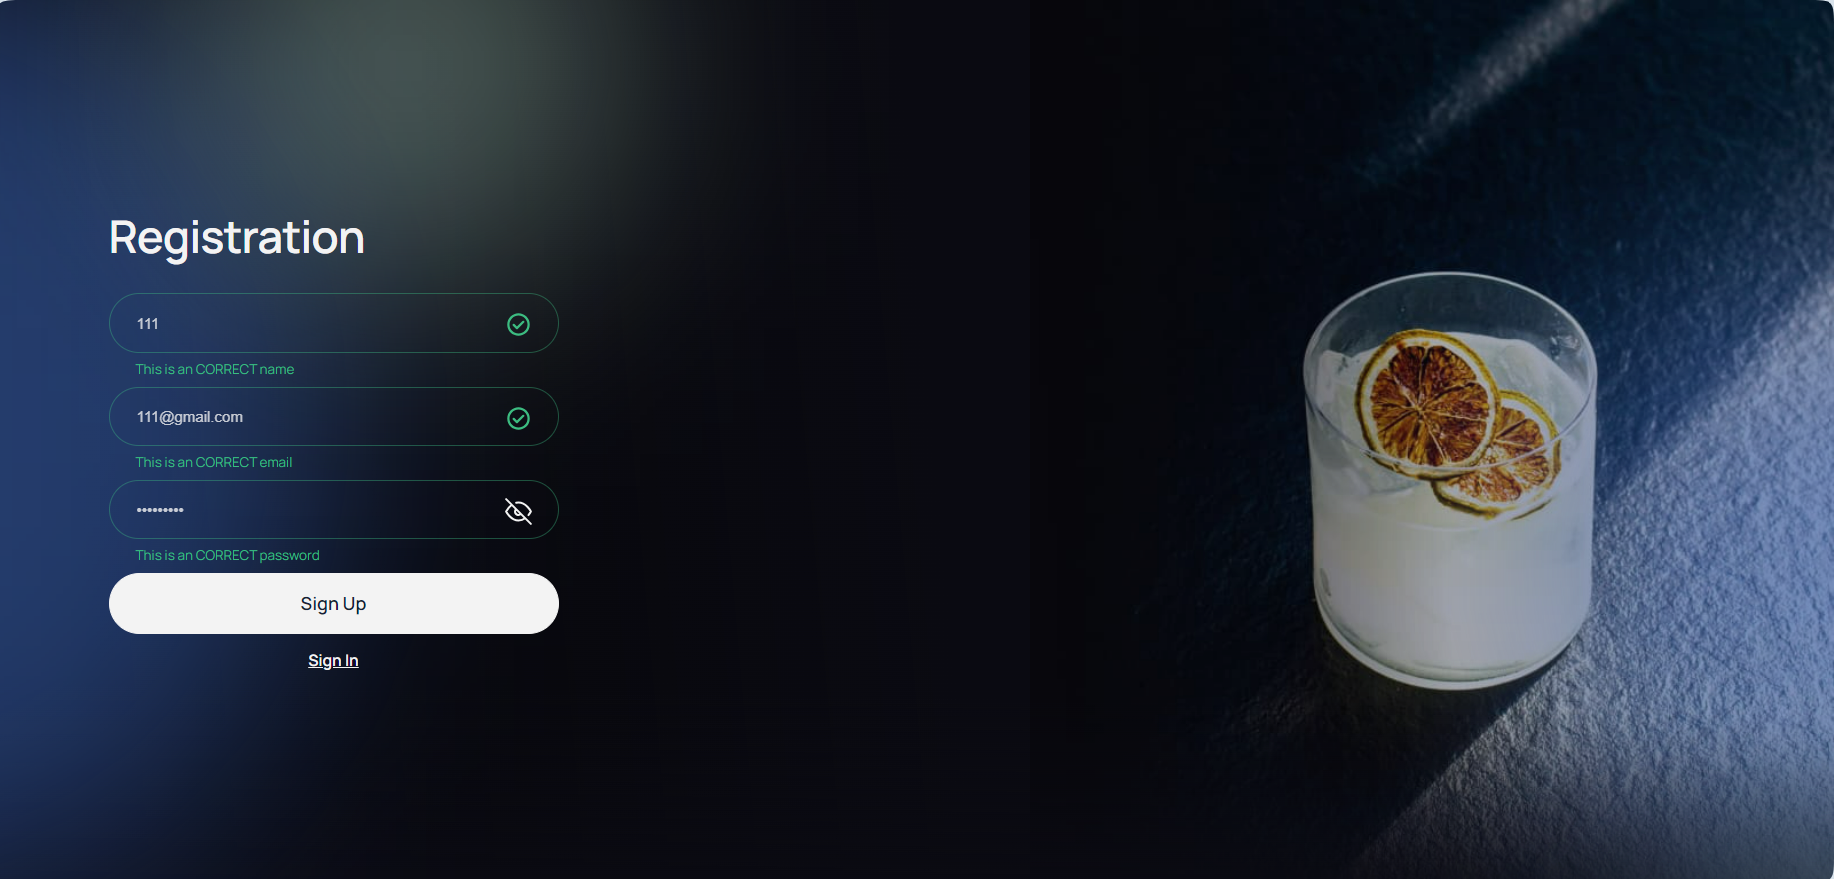 Registration
111
This is an CORRECT name
111@gmail.com
This is an CORRECT email
•••••••••
This is an CORRECT password
Sign Up
Sign In